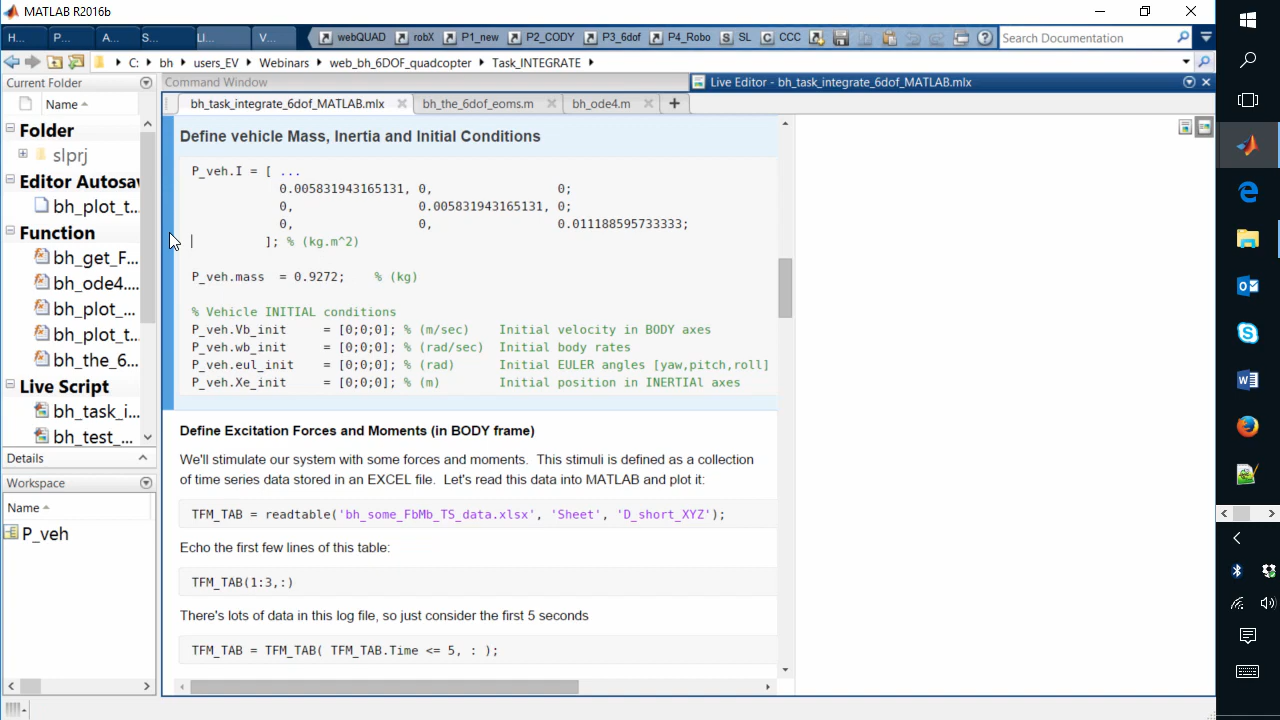 MATLAB R2016b
H... P... A... S... LI... V... webQUAD robX P1_new P2_CODY P3_6dof P4_Robo SL CCC Search Documentation
C: bh users_EV Webinars web_bh_6DOF_quadcopter Task_INTEGRATE
Current Folder
Name
Folder
slprj
Editor Autosa
bh_plot_t...
Function
bh_get_F...
bh_ode4....
bh_plot_...
bh_plot_t...
bh_the_6...
Live Script
bh_task_i...
bh_test_...
Details
Workspace
Name
P_veh
Command Window
Live Editor - bh_task_integrate_6dof_MATLAB.mlx
bh_task_integrate_6dof_MATLAB.mlx bh_the_6dof_eoms.m bh_ode4.m
Define vehicle Mass, Inertia and Initial Conditions
P_veh.I = [ ...
0.005831943165131, 0, 0;
0, 0.005831943165131, 0;
0, 0, 0.011188595733333;
]; % (kg.m^2)
P_veh.mass = 0.9272; % (kg)
% Vehicle INITIAL conditions
P_veh.Vb_init = [0;0;0]; % (m/sec) Initial velocity in BODY axes
P_veh.wb_init = [0;0;0]; % (rad/sec) Initial body rates
P_veh.eul_init = [0;0;0]; % (rad) Initial EULER angles [yaw,pitch,roll]
P_veh.Xe_init = [0;0;0]; % (m) Initial position in INERTIAL axes
Define Excitation Forces and Moments (in BODY frame)
We'll stimulate our system with some forces and moments. This stimuli is defined as a collection
of time series data stored in an EXCEL file. Let's read this data into MATLAB and plot it:
TFM_TAB = readtable('bh_some_FbMb_TS_data.xlsx', 'Sheet', 'D_short_XYZ');
Echo the first few lines of this table:
TFM_TAB(1:3,:)
There's lots of data in this log file, so just consider the first 5 seconds
TFM_TAB = TFM_TAB( TFM_TAB.Time <= 5, : );